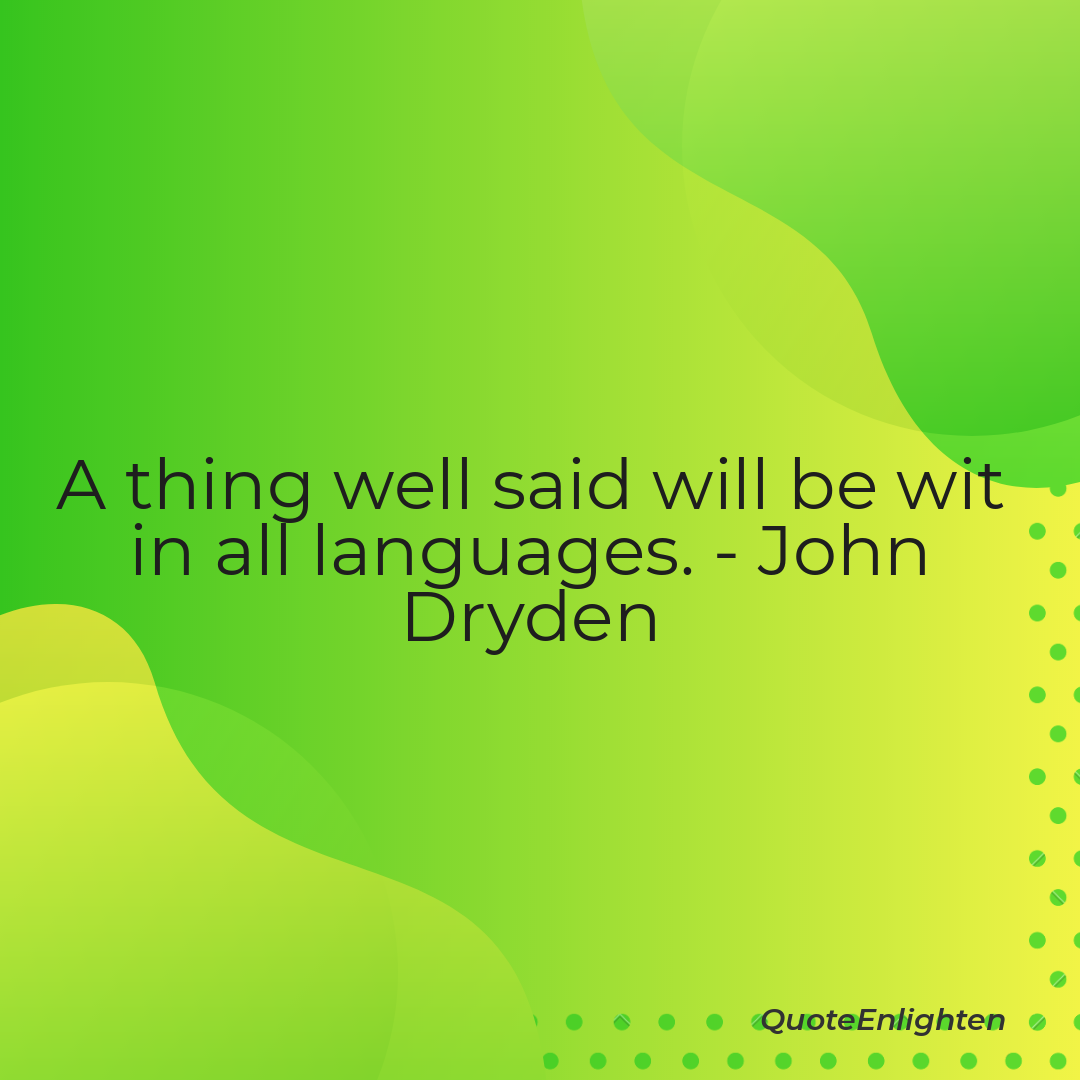 A thing well said will be wit
in all languages. - John
Dryden
QuoteEnlighten